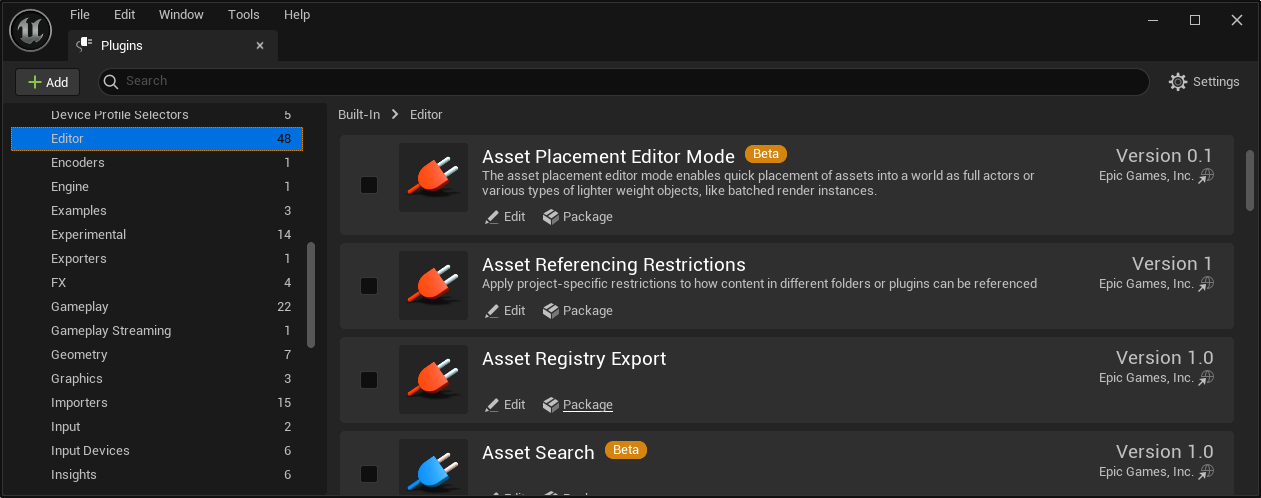 File Edit Window Tools Help
Plugins
Add
Search
Settings
Device Profile Selectors 5
Editor 48
Encoders 1
Engine 1
Examples 3
Experimental 14
Exporters 1
FX 4
Gameplay 22
Gameplay Streaming 1
Geometry 7
Graphics 3
Importers 15
Input 2
Input Devices 6
Insights 6
Built-In > Editor
Asset Placement Editor Mode Beta Version 0.1
The asset placement editor mode enables quick placement of assets into a world as full actors or Epic Games, Inc.
various types of lighter weight objects, like batched render instances.
Edit Package
Asset Referencing Restrictions Version 1
Apply project-specific restrictions to how content in different folders or plugins can be referenced Epic Games, Inc.
Edit Package
Asset Registry Export Version 1.0
Epic Games, Inc.
Edit Package
Asset Search Beta Version 1.0
Epic Games, Inc.